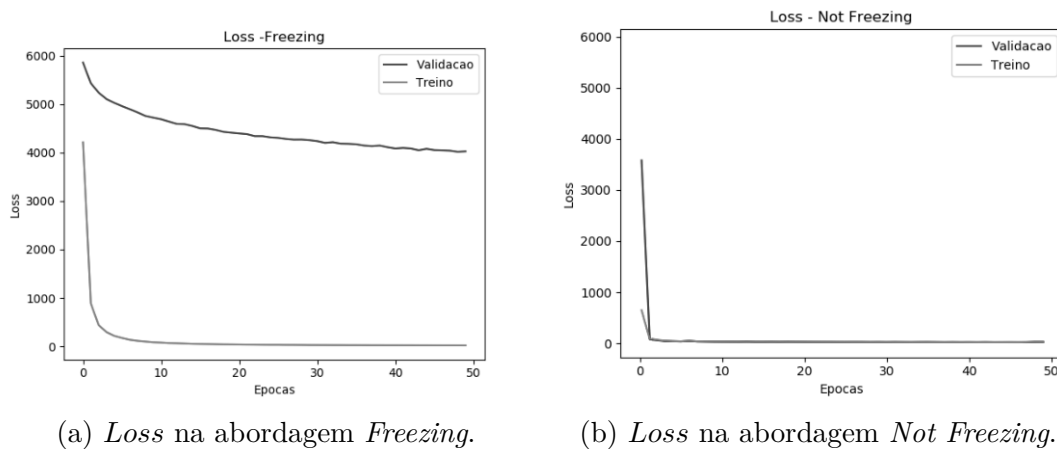 Loss -Freezing
6000
5000
4000
3000
2000
1000
0
Loss
Validacao
Treino
0 10 20 30 40 50
Epocas
(a) Loss na abordagem Freezing.
Loss - Not Freezing
6000
5000
4000
3000
2000
1000
0
Loss
Validacao
Treino
0 10 20 30 40 50
Epocas
(b) Loss na abordagem Not Freezing.